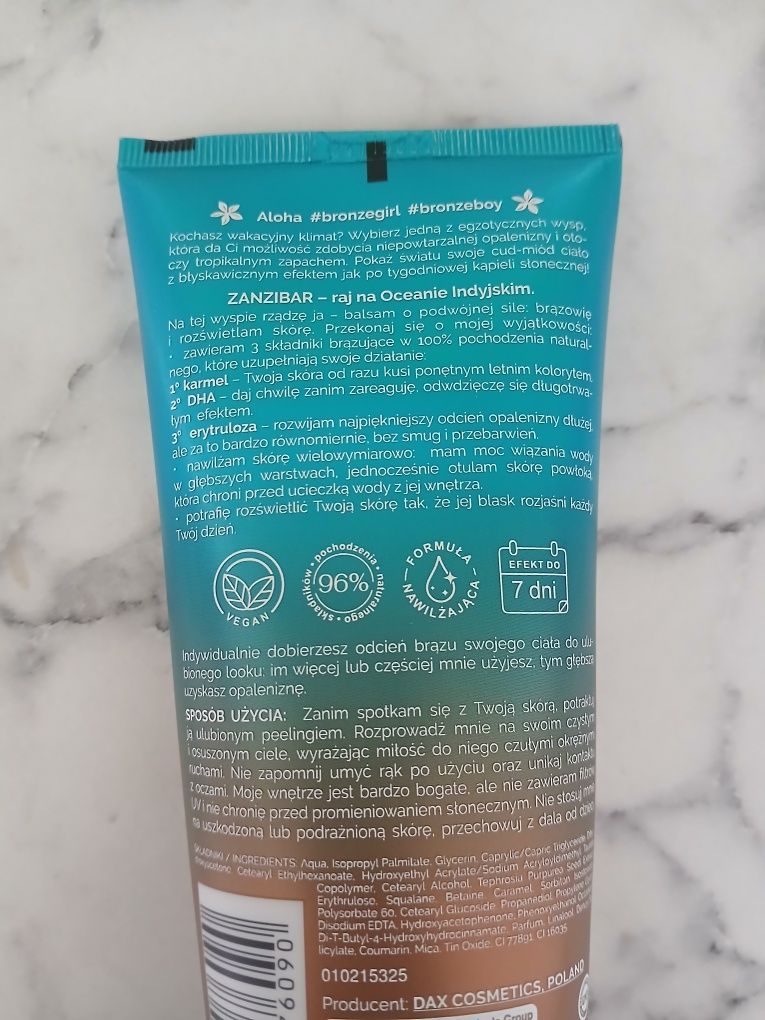 Aloha #bronzegirl #bronzeboy
Kochasz wakacyjny klimat? Wybierz jedną z egzotycznych wysp,
która da Ci możliwość zdobycia niepowtarzalnej opalenizny i oto-
czy tropikalnym zapachem. Pokaż światu swoje cud-miód ciało
z błyskawicznym efektem jak po tygodniowej kąpieli słonecznej!
ZANZIBAR – raj na Oceanie Indyjskim.
Na tej wyspie rządzę ja – balsam o podwójnej sile: brązowię
i rozświetlam skórę. Przekonaj się o mojej wyjątkowości:
• zawieram 3 składniki brązujące w 100% pochodzenia natural-
nego, które uzupełniają swoje działanie:
1° karmel – Twoja skóra od razu kusi ponętnym letnim kolorytem.
2° DHA – daj chwilę zanim zareaguję, odwdzięczę się długotrwa-
łym efektem.
3° erytruloza – rozwijam najpiękniejszy odcień opalenizny dłużej,
ale za to bardzo równomiernie, bez smug i przebarwień.
• nawilżam skórę wielowymiarowo: mam moc wiązania wody
w głębszych warstwach, jednocześnie otulam skórę powłoką,
która chroni przed ucieczką wody z jej wnętrza.
• potrafię rozświetlić Twoją skórę tak, że jej blask rozjaśni każdy
Twój dzień.
VEGAN
96%
składników • pochodzenia • naturalnego •
FORMUŁA
NAWILŻAJĄCA
EFEKT DO
7 dni
Indywidualnie dobierzesz odcień brązu swojego ciała do ulu-
bionego looku: im więcej lub częściej mnie użyjesz, tym głębszą
uzyskasz opaleniznę.
SPOSÓB UŻYCIA: Zanim spotkam się z Twoją skórą, potraktuj
ją ulubionym peelingiem. Rozprowadź mnie na swoim czystym
i osuszonym ciele, wyrażając miłość do niego czułymi okrężnymi
ruchami. Nie zapomnij umyć rąk po użyciu oraz unikaj kontaktu
z oczami. Moje wnętrze jest bardzo bogate, ale nie zawieram filtrów
UV i nie chronię przed promieniowaniem słonecznym. Nie stosuj mnie
na uszkodzoną lub podrażnioną skórę, przechowuj z dala od dzieci.
SKŁADNIKI / INGREDIENTS: Aqua, Isopropyl Palmitate, Glycerin, Caprylic/Capric Triglyceride,
Cetearyl Ethylhexanoate, Hydroxyethyl Acrylate/Sodium Acryloyldimethyl
Copolymer, Cetearyl Alcohol, Tephrosia Purpurea Seed
Erythrulose, Squalane, Betaine, Caramel, Sorbitan
Polysorbate 60, Cetearyl Glucoside, Propanediol, Propylene
Disodium EDTA, Hydroxyacetophenone, Phenoxyethanol,
Di-T-Butyl-4-Hydroxyhydrocinnamate, Parfum, Linalool,
licylate, Coumarin, Mica, Tin Oxide, CI 77891, CI 16035
010215325
Producent: DAX COSMETICS, POLAND
Group